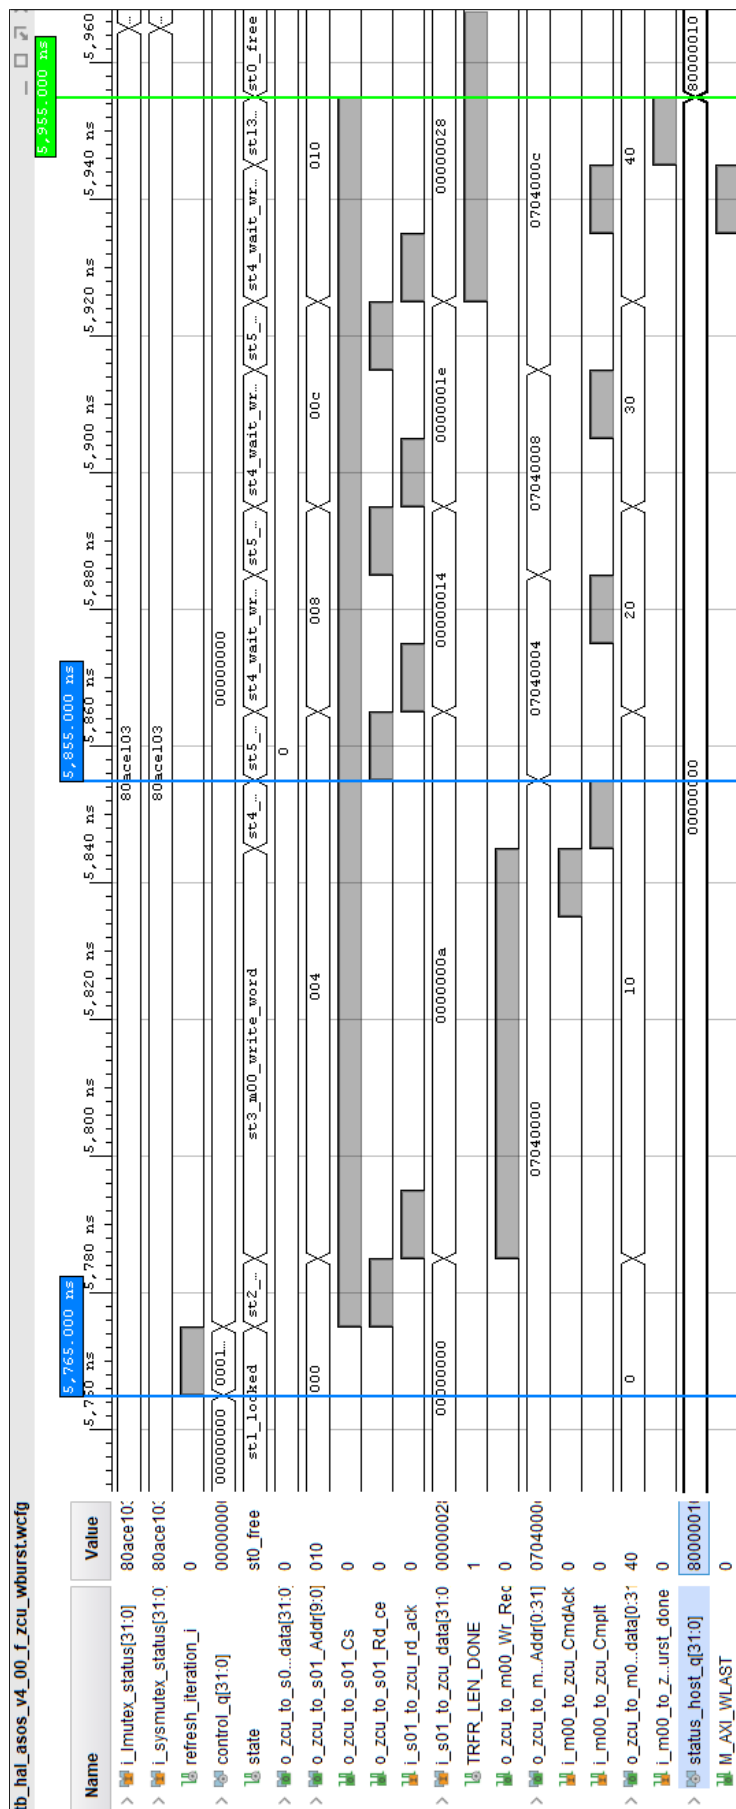 tb_hal_asos_v4_00_f_zcu_wburst.wcfg
Name Value
5,765.000 ns 5,855.000 ns 5,955.000 ns
5,780 ns 5,800 ns 5,820 ns 5,840 ns 5,860 ns 5,880 ns 5,900 ns 5,920 ns 5,940 ns 5,960
i_lmutex_status[31:0] 80ace10 80ace103 ...
i_sysmutex_status[31:0 80ace10 80ace103 ...
refresh_iteration_i 0
control_q[31:0] 0000000 00000000 0001... 00000000
state st0_free st1_locked st2_... st3_m00_write_word st4_... st5_... st4_wait_wr... st5_... st4_wait_wr... st5_... st4_wait_wr... st13... st0_free
o_zcu_to_s0...data[31:0] 0 0
o_zcu_to_s01_Addr[9:0] 010 000 004 008 00c 010
o_zcu_to_s01_Cs 0
o_zcu_to_s01_Rd_ce 0
i_s01_to_zcu_rd_ack 0
i_s01_to_zcu_data[31:0 0000002 00000000 0000000a 00000014 0000001e 00000028
TRFR_LEN_DONE 1
o_zcu_to_m00_Wr_Rec 0
o_zcu_to_m...Addr[0:31] 070400 07040000 07040004 07040008 0704000c
i_m00_to_zcu_CmdAck 0
i_m00_to_zcu_Cmplt 0
o_zcu_to_m0...data[0:31 40 0 10 20 30 40
i_m00_to_z...urst_done 0
status_host_q[31:0] 8000001 00000000 80000010
M_AXI_WLAST 0